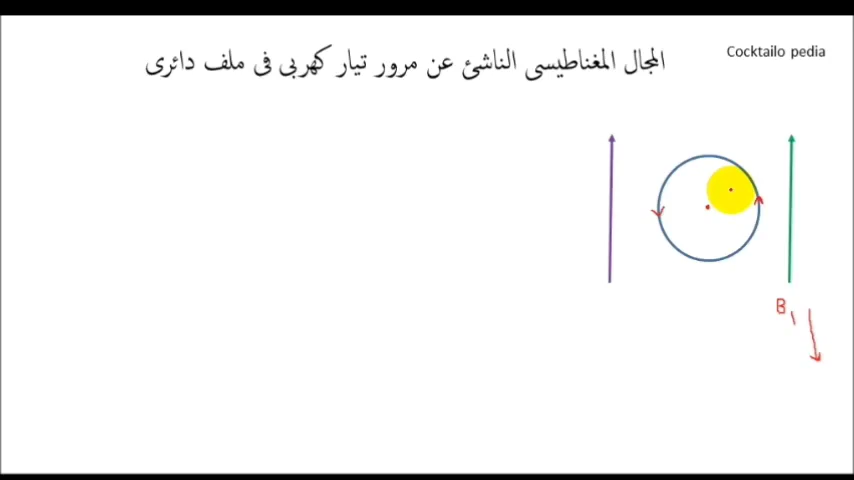 Cocktailo pedia
المجال المغناطيسى الناشئ عن مرور تيار كهربى فى ملف دائرى
B1